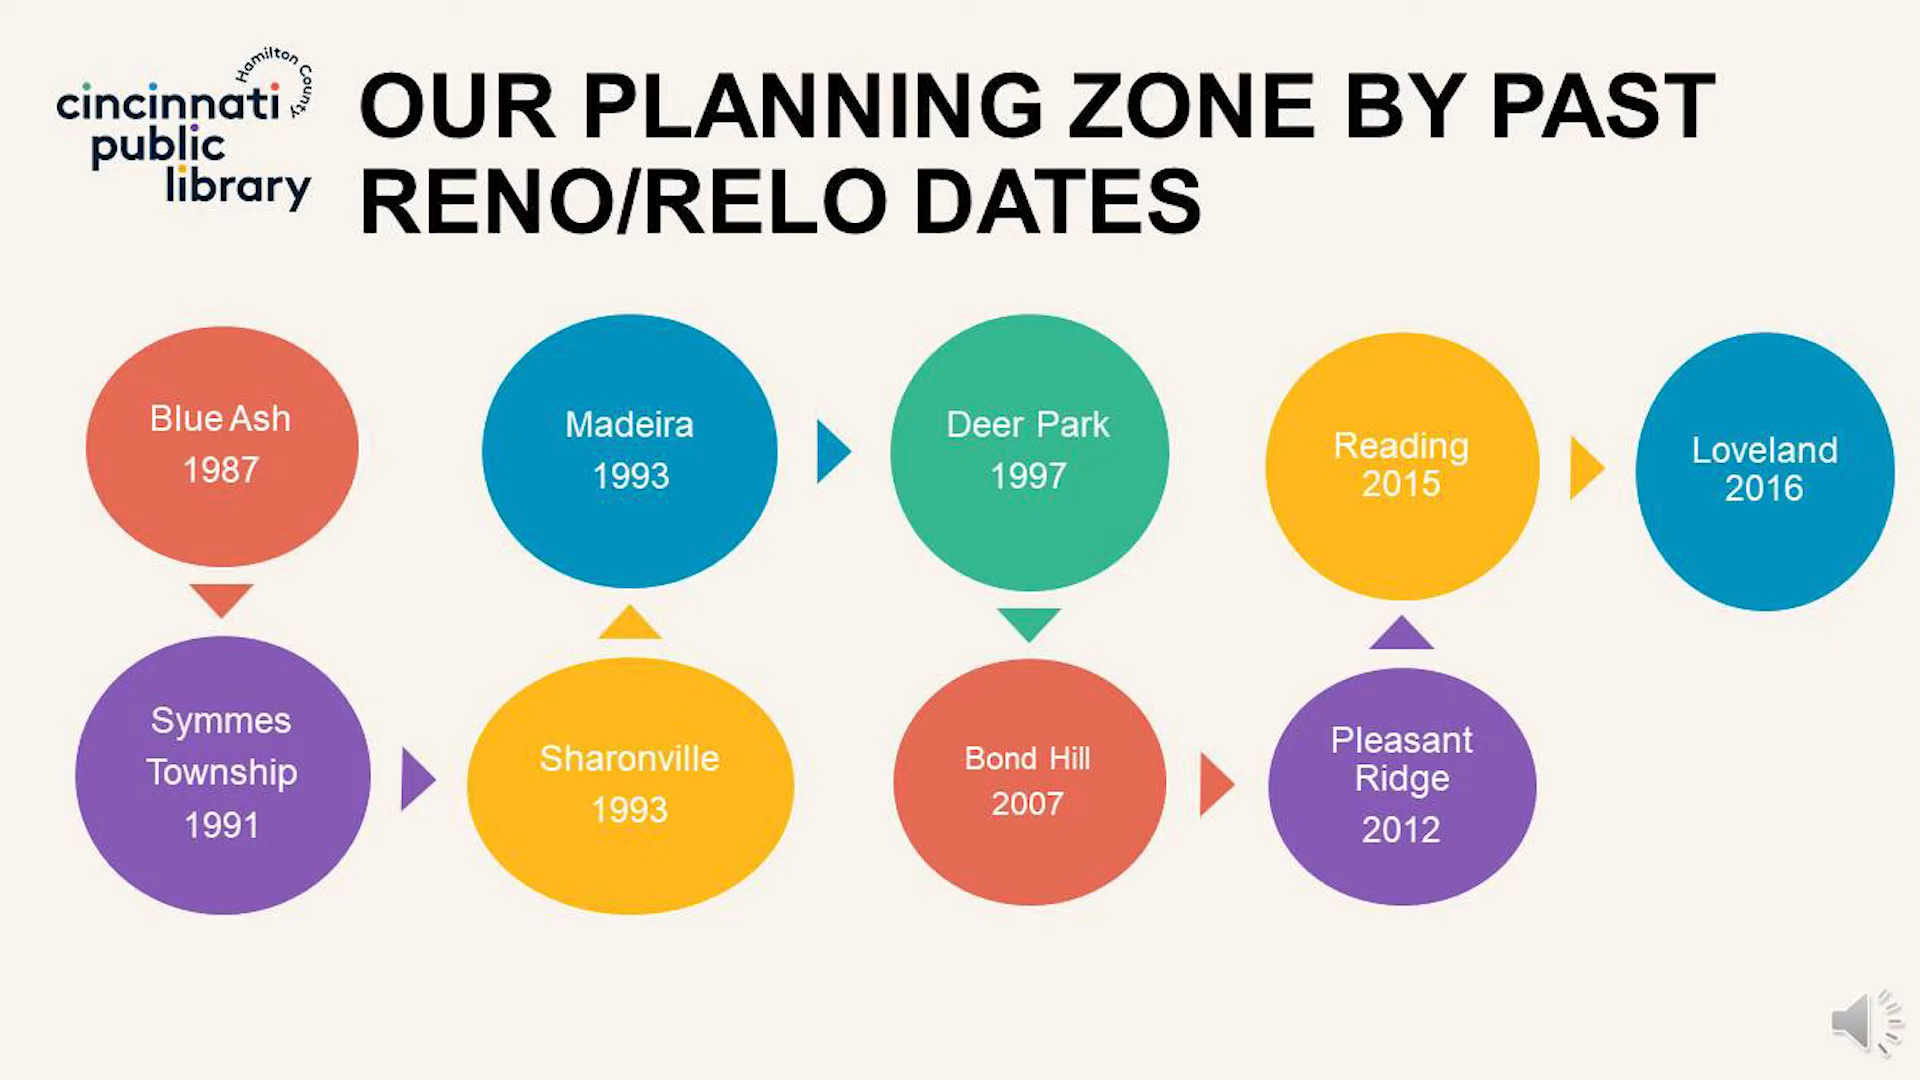 Hamilton County
cincinnati
public
library
OUR PLANNING ZONE BY PAST
RENO/RELO DATES
Blue Ash
1987
Symmes
Township
1991
Sharonville
1993
Madeira
1993
Deer Park
1997
Bond Hill
2007
Pleasant
Ridge
2012
Reading
2015
Loveland
2016